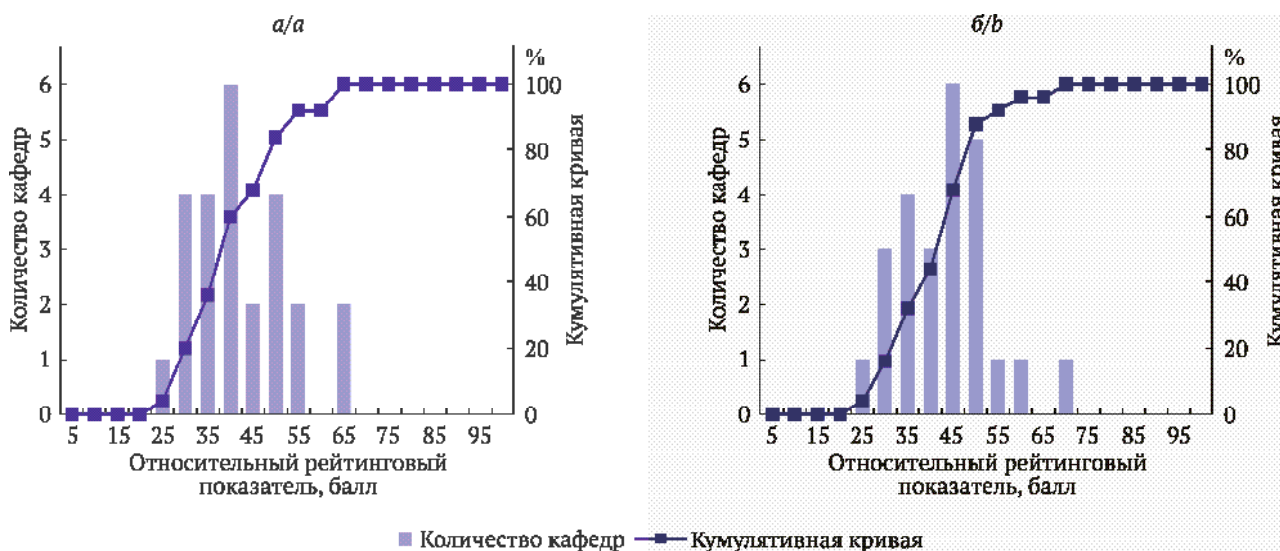 а/a
6
5
4
3
2
1
0
Количество кафедр
%
100
80
60
40
20
0
Кумулятивная кривая
5 15 25 35 45 55 65 75 85 95
Относительный рейтинговый
показатель, балл
б/b
6
5
4
3
2
1
0
Количество кафедр
%
100
80
60
40
20
0
Кумулятивная кривая
5 15 25 35 45 55 65 75 85 95
Относительный рейтинговый
показатель, балл
Количество кафедр Кумулятивная кривая